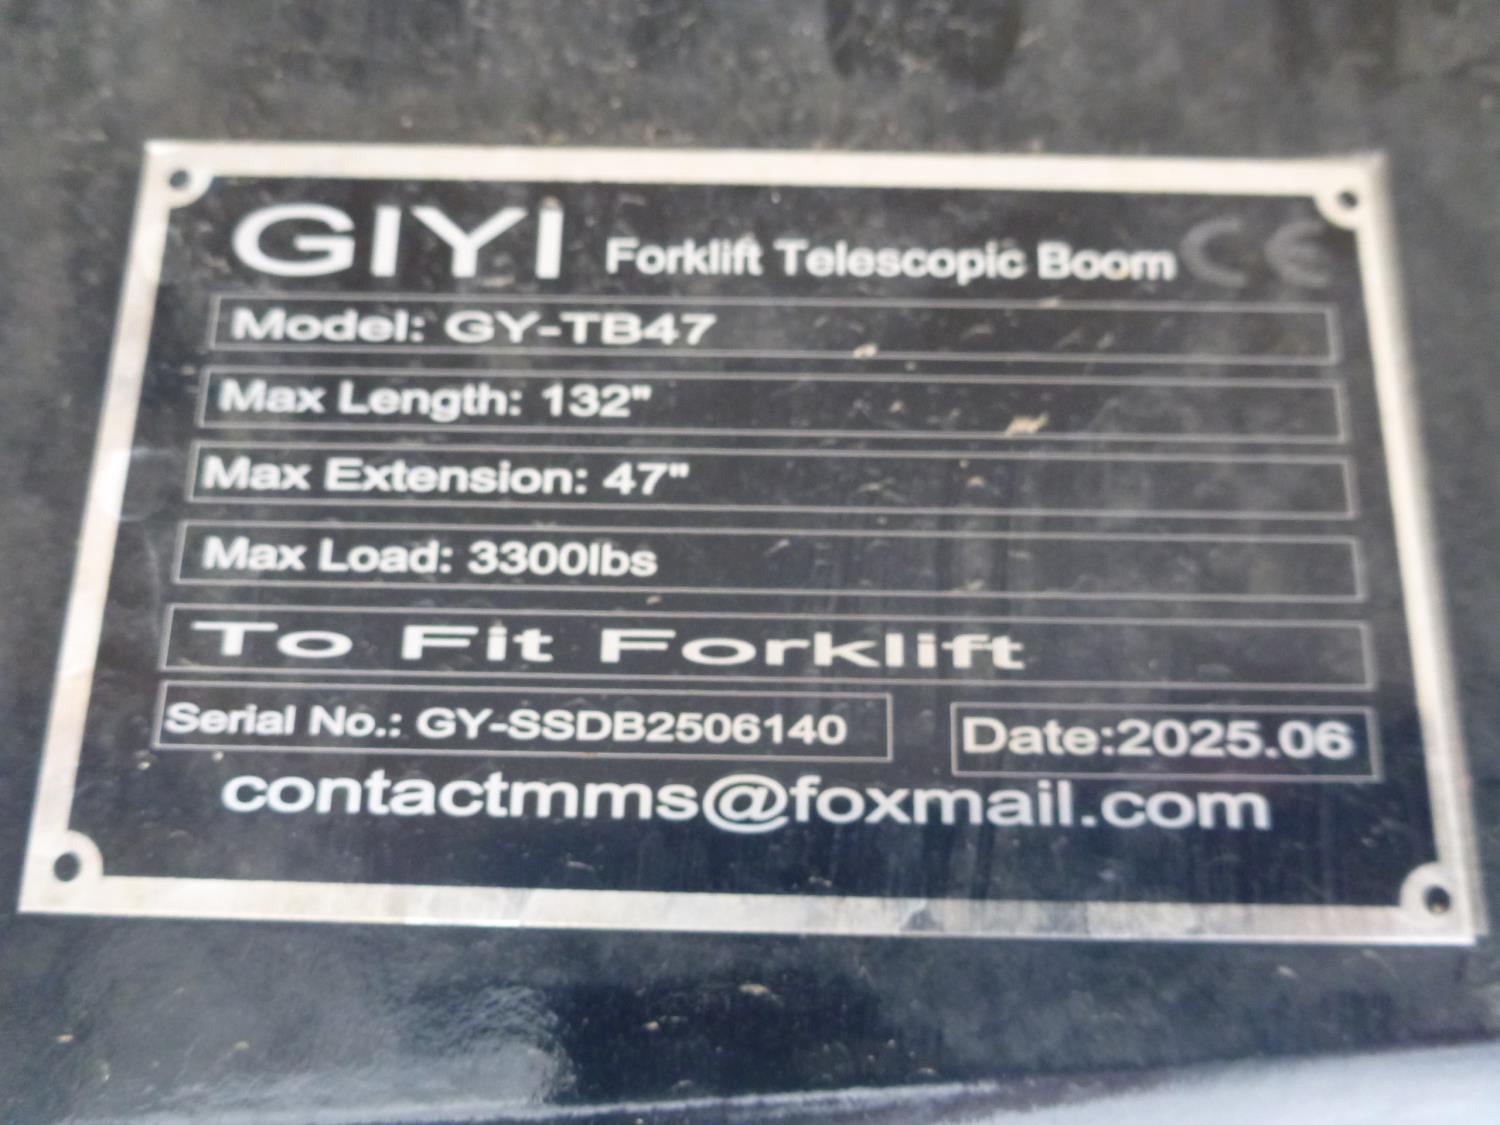 GIYI Forklift Telescopic Boom CE
Model: GY-TB47
Max Length: 132"
Max Extension: 47"
Max Load: 3300lbs
To Fit Forklift
Serial No.: GY-SSDB2506140 Date:2025.06
contactmms@foxmail.com